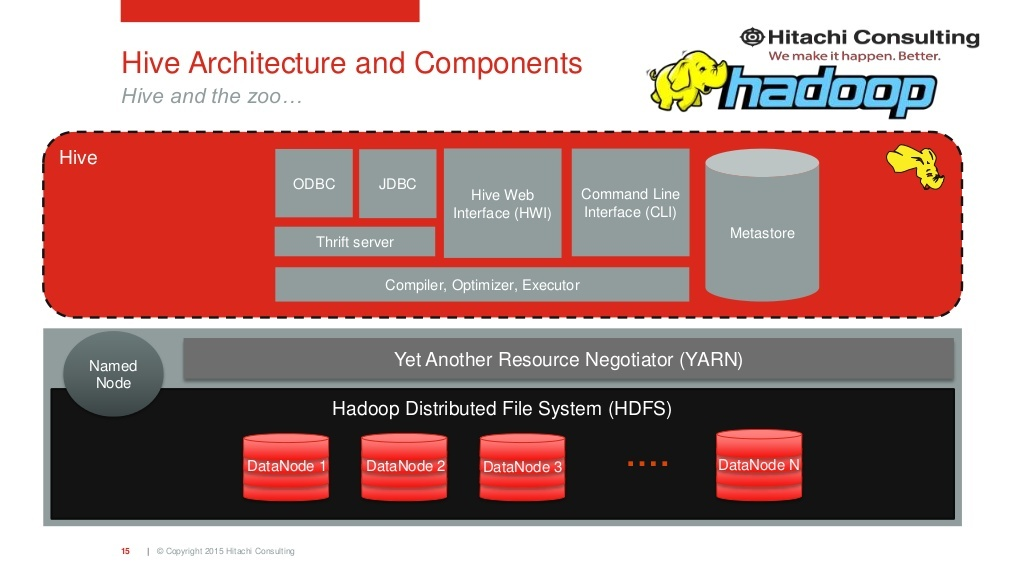 Hitachi Consulting
We make it happen. Better.
Hive Architecture and Components
Hive and the zoo…
hadoop
Hive
ODBC
JDBC
Hive Web
Interface (HWI)
Command Line
Interface (CLI)
Metastore
Thrift server
Compiler, Optimizer, Executor
Named
Node
Yet Another Resource Negotiator (YARN)
Hadoop Distributed File System (HDFS)
DataNode 1
DataNode 2
DataNode 3
....
DataNode N
15 | © Copyright 2015 Hitachi Consulting